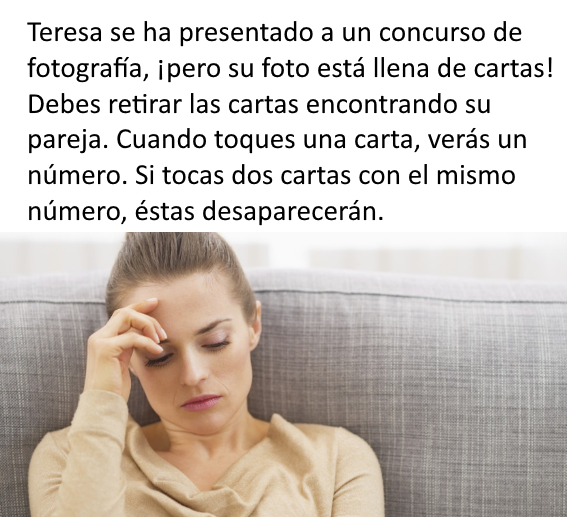 Teresa se ha presentado a un concurso de
fotografía, ¡pero su foto está llena de cartas!
Debes retirar las cartas encontrando su
pareja. Cuando toques una carta, verás un
número. Si tocas dos cartas con el mismo
número, éstas desaparecerán.